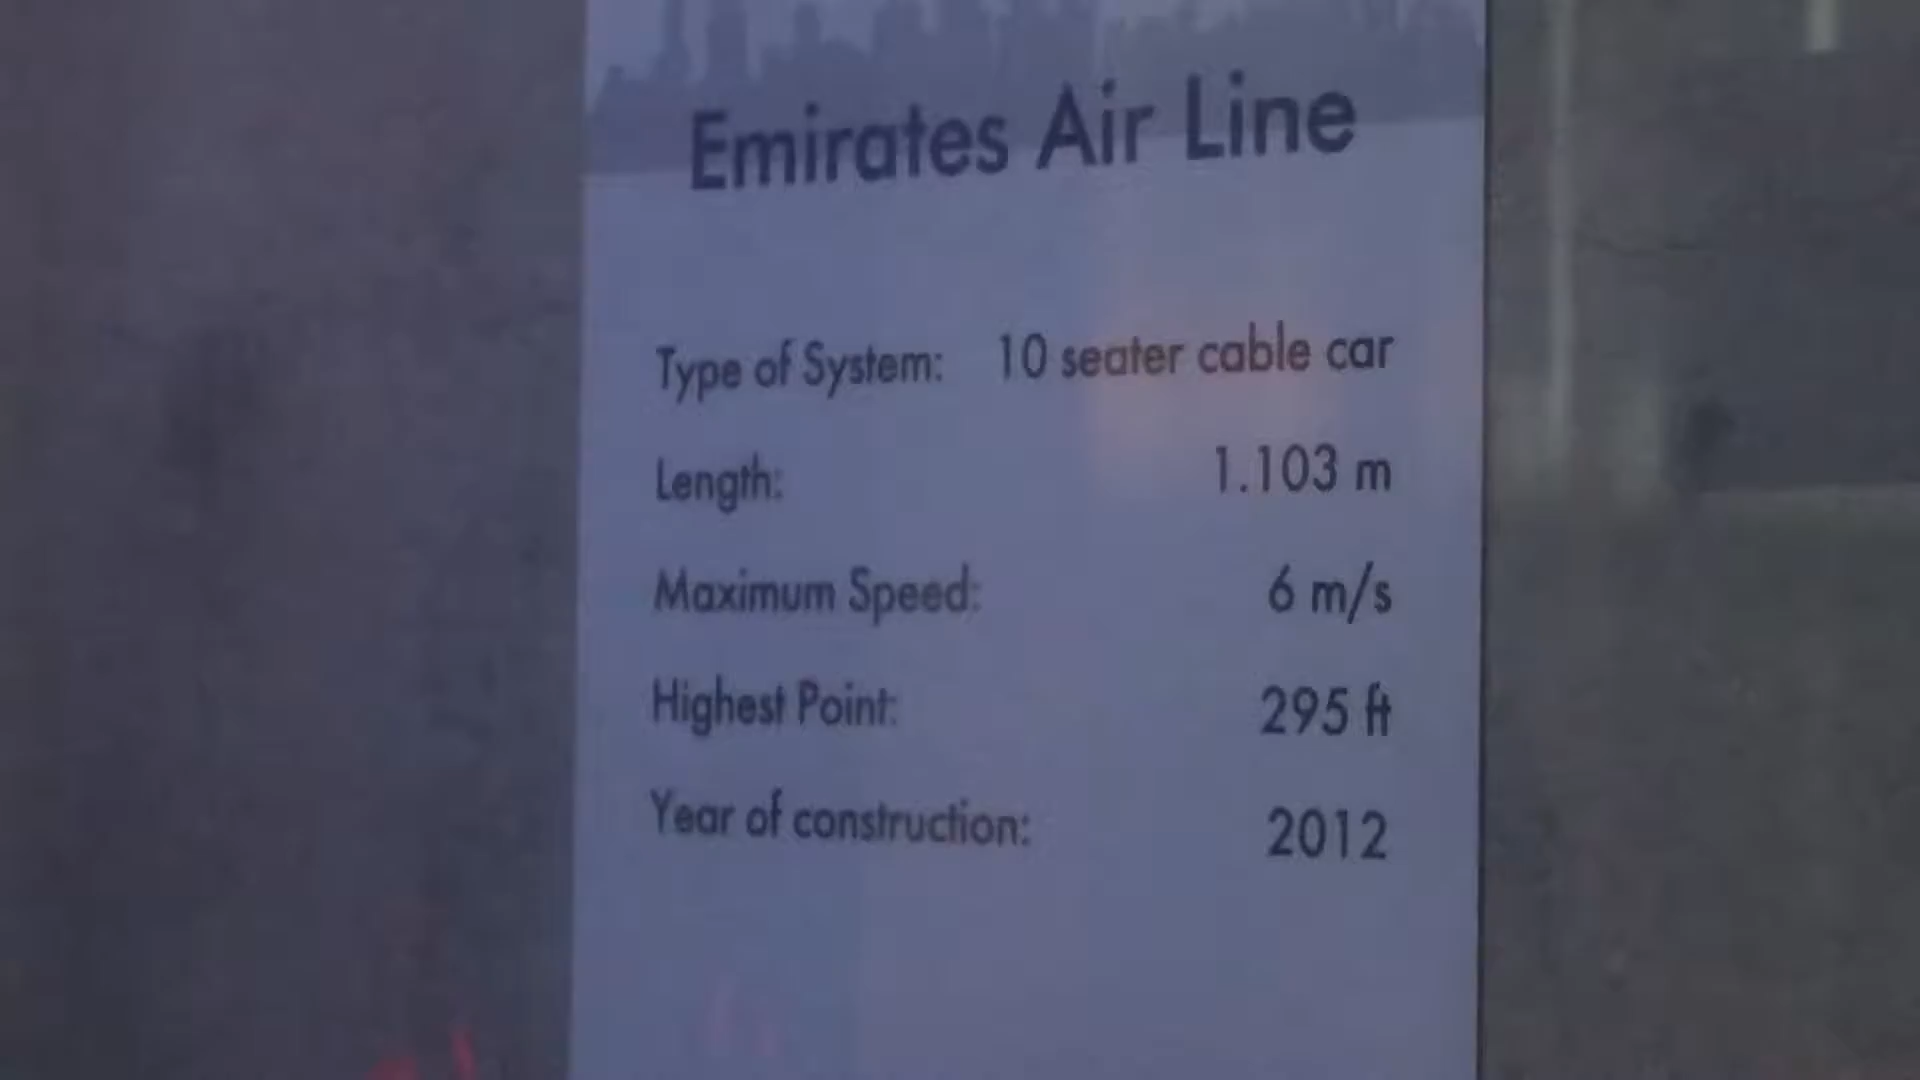 Emirates Air Line
Type of System: 10 seater cable car
Length: 1.103 m
Maximum Speed: 6 m/s
Highest Point: 295 ft
Year of construction: 2012